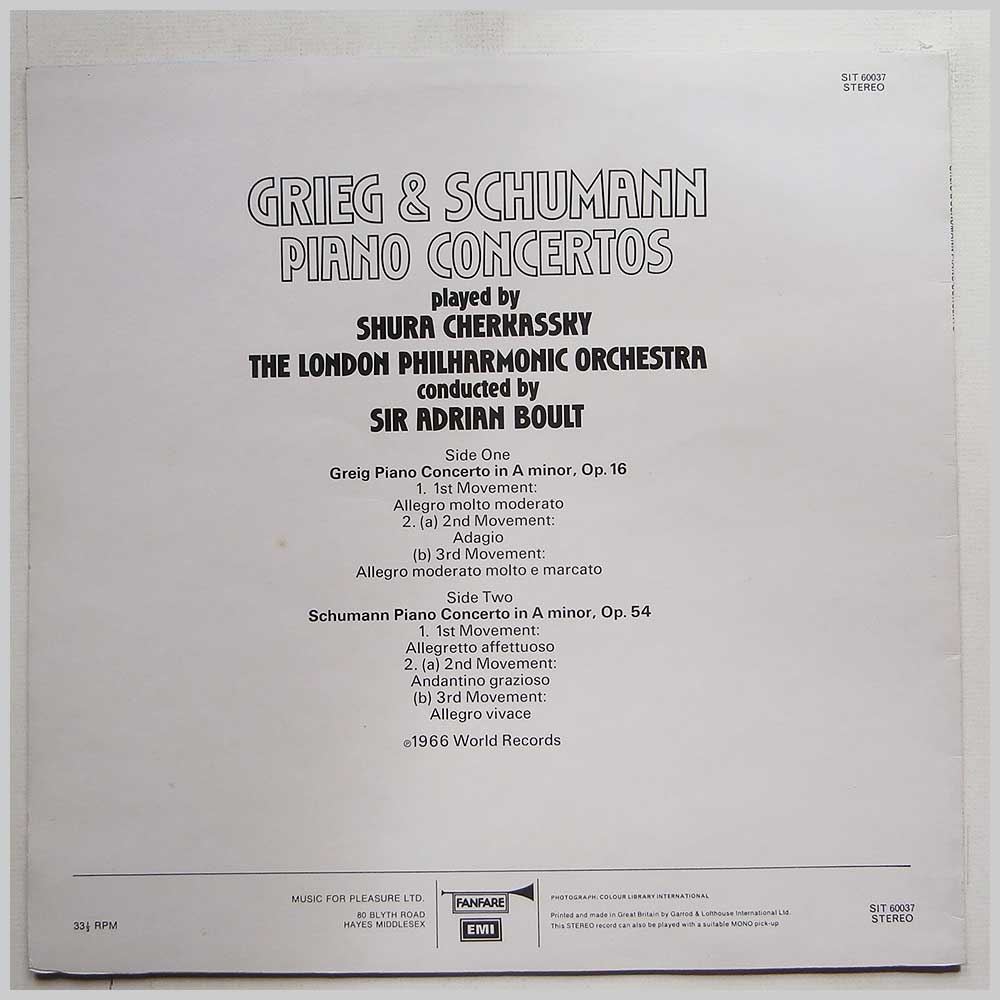 SIT 60037
STEREO
GRIEG & SCHUMANN
PIANO CONCERTOS
played by
SHURA CHERKASSKY
THE LONDON PHILHARMONIC ORCHESTRA
conducted by
SIR ADRIAN BOULT
Side One
Greig Piano Concerto in A minor, Op. 16
1. 1st Movement:
Allegro molto moderato
2. (a) 2nd Movement:
Adagio
(b) 3rd Movement:
Allegro moderato molto e marcato
Side Two
Schumann Piano Concerto in A minor, Op. 54
1. 1st Movement:
Allegretto affettuoso
2. (a) 2nd Movement:
Andantino grazioso
(b) 3rd Movement:
Allegro vivace
℗1966 World Records
33⅓ RPM
MUSIC FOR PLEASURE LTD.
80 BLYTH ROAD
HAYES MIDDLESEX
FANFARE
EMI
PHOTOGRAPH: COLOUR LIBRARY INTERNATIONAL
Printed and made in Great Britain by Garrod & Lofthouse International Ltd.
This STEREO record can also be played with a suitable MONO pick-up
SIT 60037
STEREO